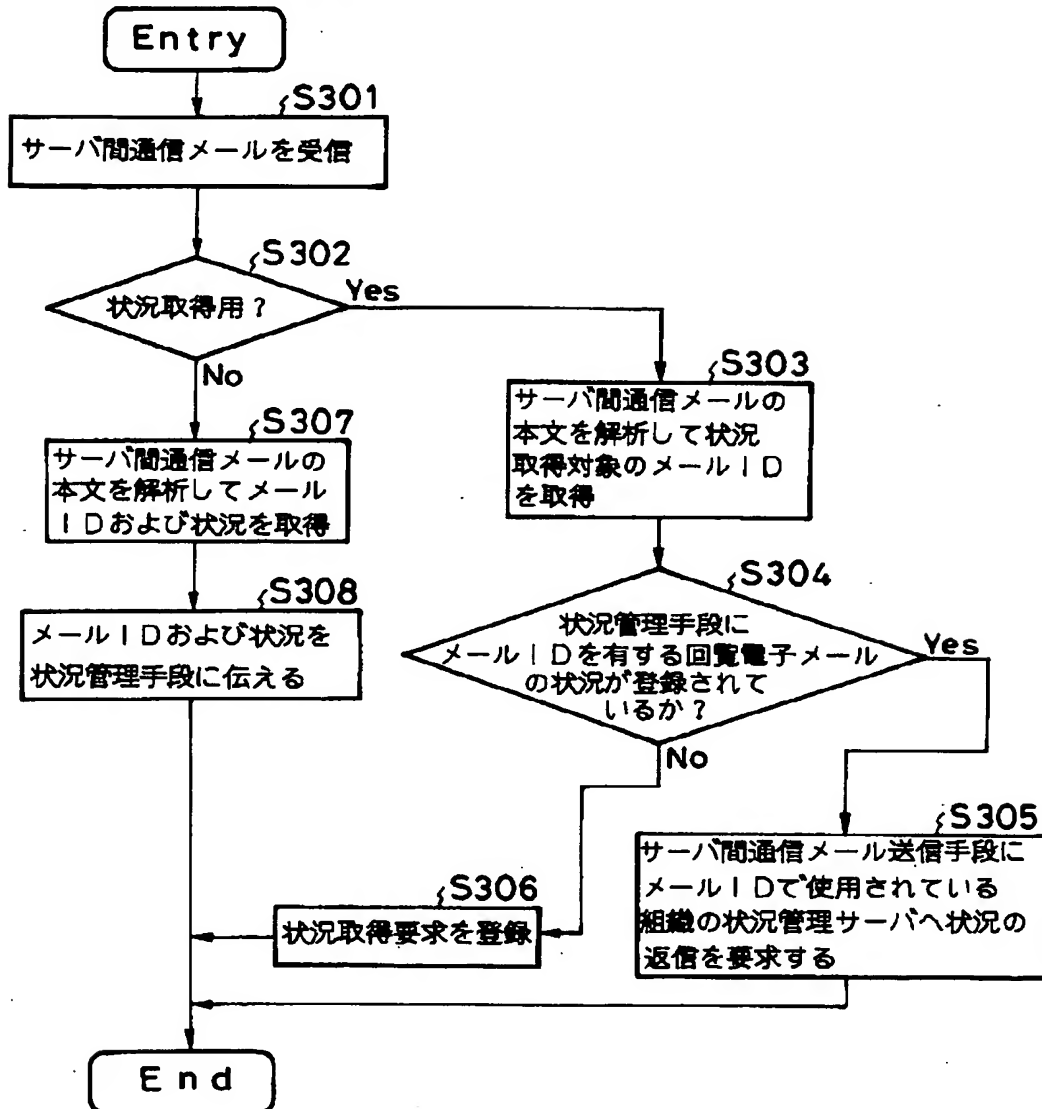 Entry
S301
サーバ間通信メールを受信
S302
状況取得用？
Yes
No
S303
サーバ間通信メールの
本文を解析して状況
取得対象のメールＩＤ
を取得
S307
サーバ間通信メールの
本文を解析してメール
ＩＤおよび状況を取得
S304
状況管理手段に
メールＩＤを有する回覧電子メール
の状況が登録されて
いるか？
Yes
No
S308
メールＩＤおよび状況を
状況管理手段に伝える
S305
サーバ間通信メール送信手段に
メールＩＤで使用されている
組織の状況管理サーバへ状況の
返信を要求する
S306
状況取得要求を登録
End